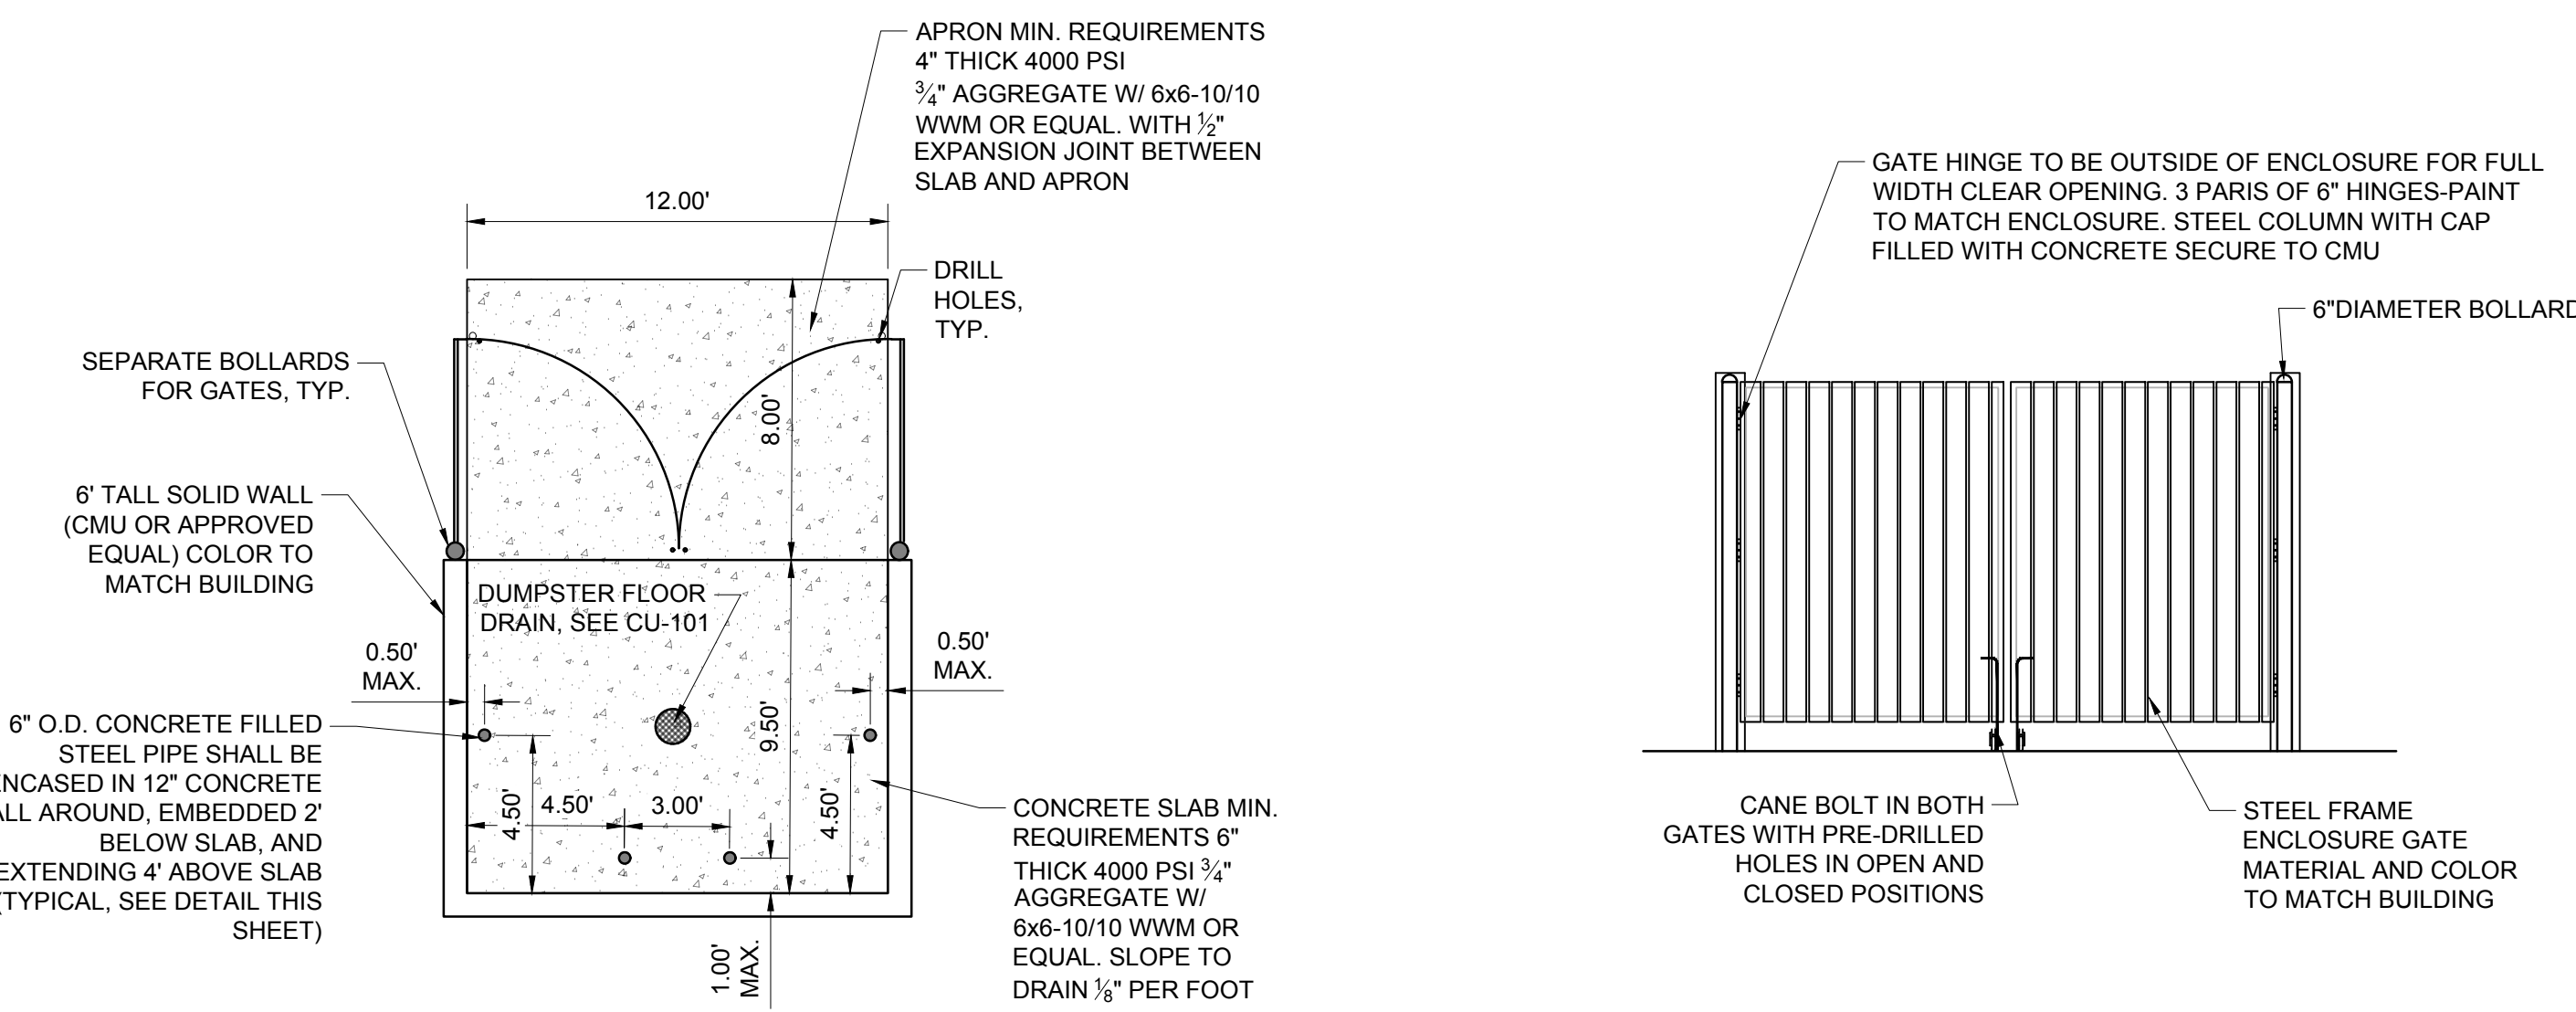 APRON MIN. REQUIREMENTS
4" THICK 4000 PSI
3/4" AGGREGATE W/ 6x6-10/10
WWM OR EQUAL. WITH 1/2"
EXPANSION JOINT BETWEEN
SLAB AND APRON
12.00'
DRILL
HOLES,
TYP.
SEPARATE BOLLARDS
FOR GATES, TYP.
8.00'
6' TALL SOLID WALL
(CMU OR APPROVED
EQUAL) COLOR TO
MATCH BUILDING
DUMPSTER FLOOR
DRAIN, SEE CU-101
0.50'
MAX.
0.50'
MAX.
9.50'
6" O.D. CONCRETE FILLED
STEEL PIPE SHALL BE
ENCASED IN 12" CONCRETE
ALL AROUND, EMBEDDED 2'
BELOW SLAB, AND
EXTENDING 4' ABOVE SLAB
(TYPICAL, SEE DETAIL THIS
SHEET)
4.50'
4.50'
3.00'
4.50'
1.00'
MAX.
CONCRETE SLAB MIN.
REQUIREMENTS 6"
THICK 4000 PSI 3/4"
AGGREGATE W/
6x6-10/10 WWM OR
EQUAL. SLOPE TO
DRAIN 1/8" PER FOOT
GATE HINGE TO BE OUTSIDE OF ENCLOSURE FOR FULL
WIDTH CLEAR OPENING. 3 PARIS OF 6" HINGES-PAINT
TO MATCH ENCLOSURE. STEEL COLUMN WITH CAP
FILLED WITH CONCRETE SECURE TO CMU
6"DIAMETER BOLLARD
CANE BOLT IN BOTH
GATES WITH PRE-DRILLED
HOLES IN OPEN AND
CLOSED POSITIONS
STEEL FRAME
ENCLOSURE GATE
MATERIAL AND COLOR
TO MATCH BUILDING